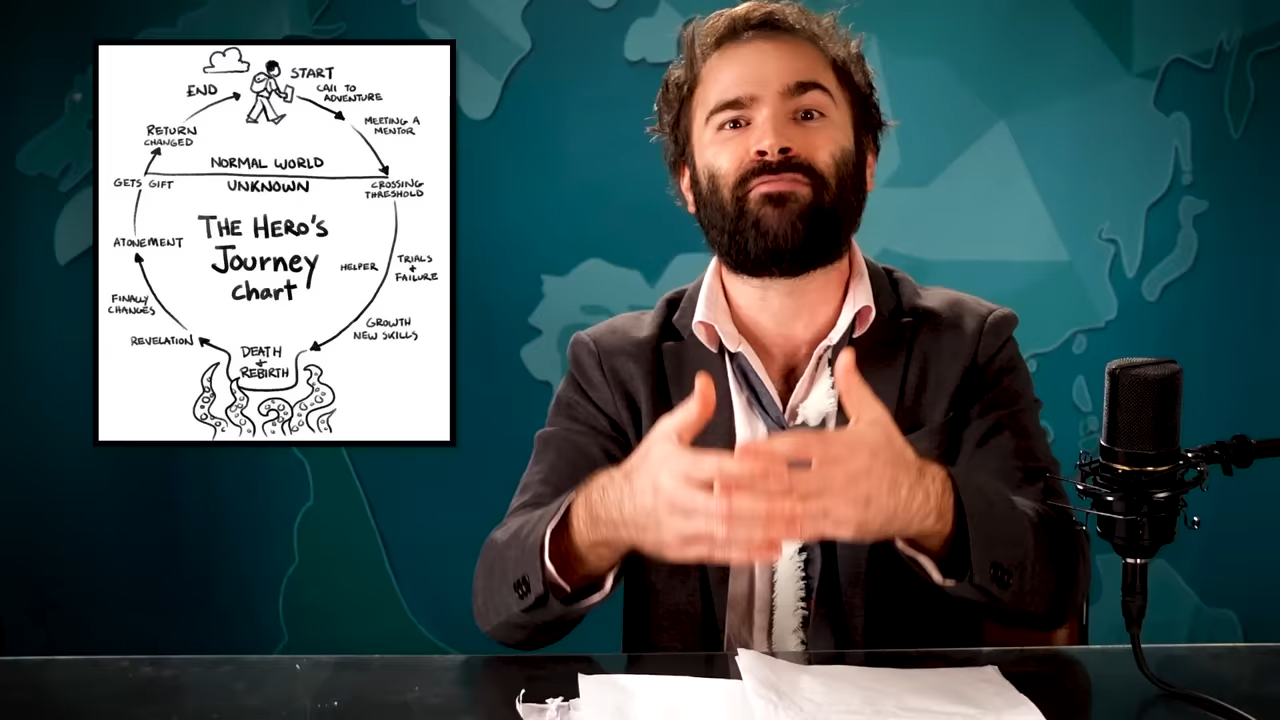 START
CALL TO
ADVENTURE
MEETING A
MENTOR
CROSSING
THRESHOLD
TRIALS
+
FAILURE
HELPER
GROWTH
NEW SKILLS
DEATH
+
REBIRTH
REVELATION
FINALLY
CHANGES
ATONEMENT
GETS GIFT
RETURN
CHANGED
END
NORMAL WORLD
UNKNOWN
THE HERO'S
JOURNEY
CHART